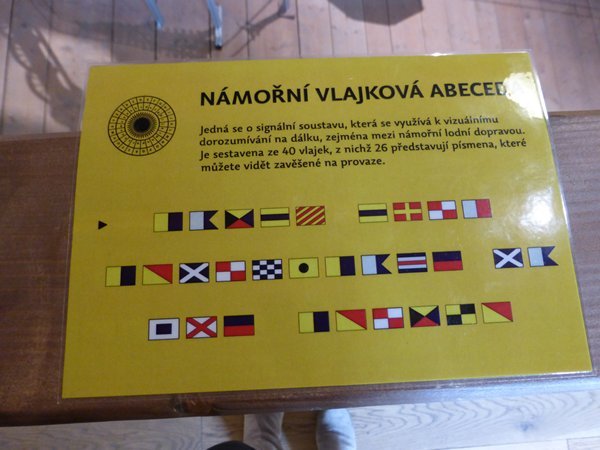 NÁMOŘNÍ VLAJKOVÁ ABECEDA
Jedná se o signální soustavu, která se využívá k vizuálnímu
dorozumívání na dálku, zejména mezi námořní lodní dopravou.
Je sestavena ze 40 vlajek, z nichž 26 představují písmena, které
můžete vidět zavěšené na provaze.